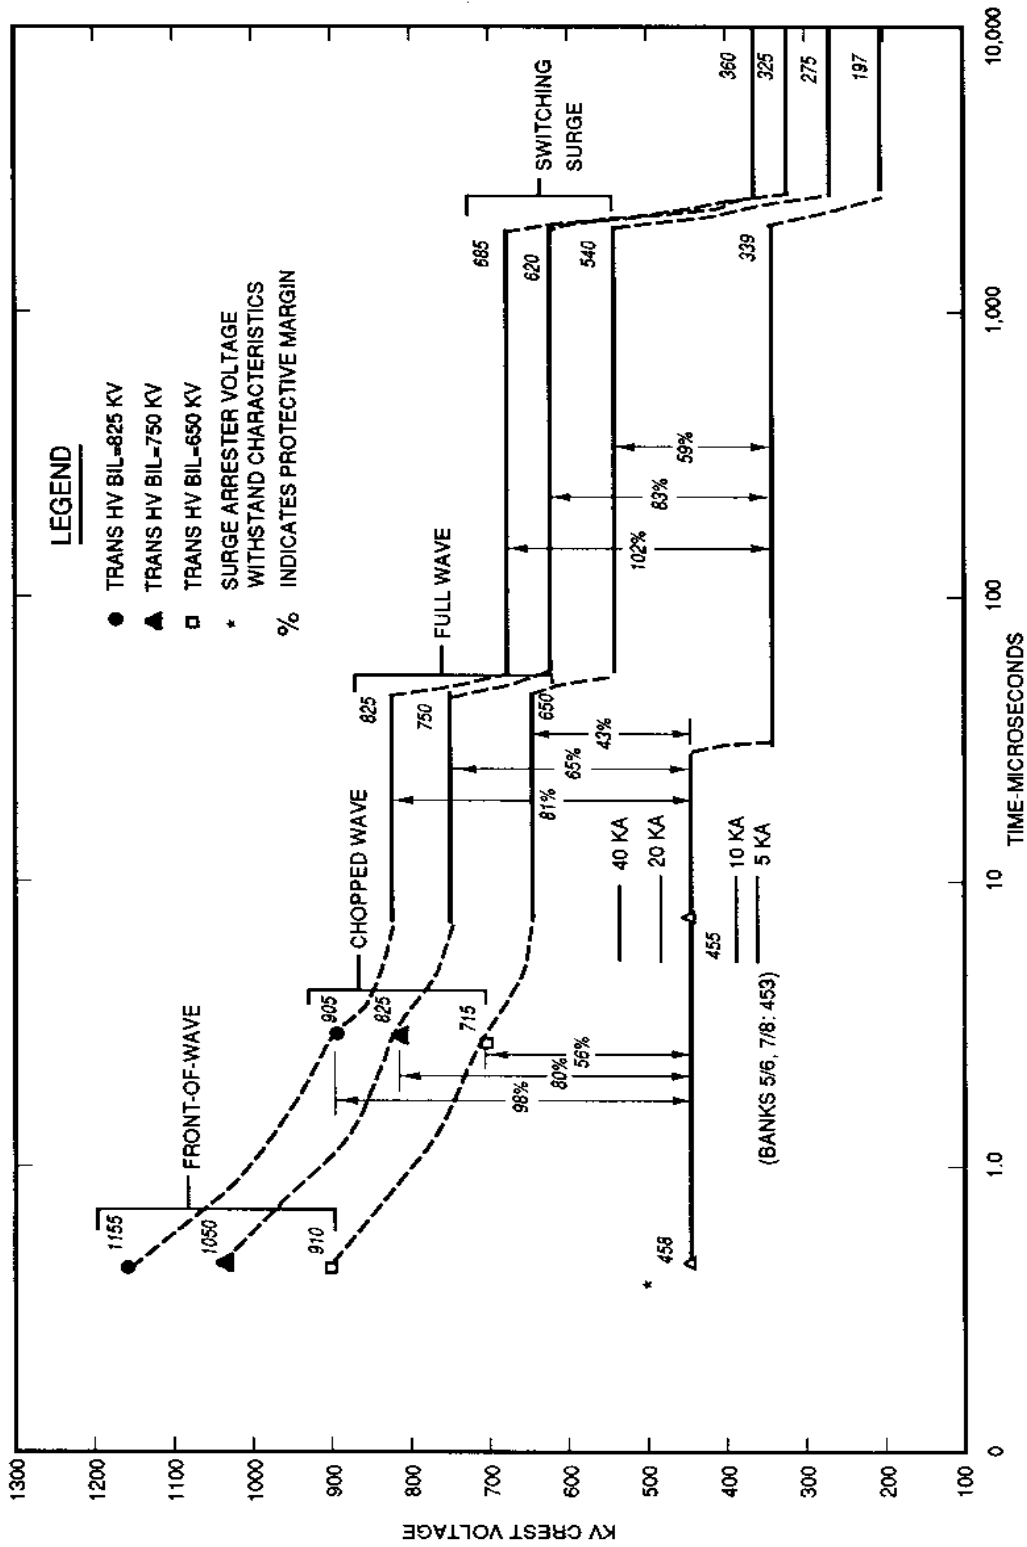 LEGEND
● TRANS HV BIL=825 KV
▲ TRANS HV BIL=750 KV
□ TRANS HV BIL=650 KV
* SURGE ARRESTER VOLTAGE
WITHSTAND CHARACTERISTICS
% INDICATES PROTECTIVE MARGIN
FRONT-OF-WAVE
CHOPPED WAVE
FULL WAVE
SWITCHING
SURGE
1155
1050
910
905
825
715
825
750
650
685
620
540
339
360
325
275
197
98%
80%
56%
81%
65%
43%
102%
83%
59%
*
458
455
(BANKS 5/6, 7/8: 453)
40 KA
20 KA
10 KA
5 KA
KV CREST VOLTAGE
1300
1200
1100
1000
900
800
700
600
500
400
300
200
100
0
1.0
10
100
1,000
10,000
TIME-MICROSECONDS